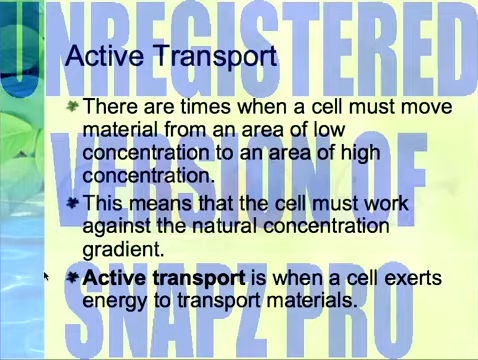 UNREGISTERED
VERSION OF
SNAPZ PRO
Active Transport
There are times when a cell must move
material from an area of low
concentration to an area of high
concentration.
This means that the cell must work
against the natural concentration
gradient.
Active transport is when a cell exerts
energy to transport materials.